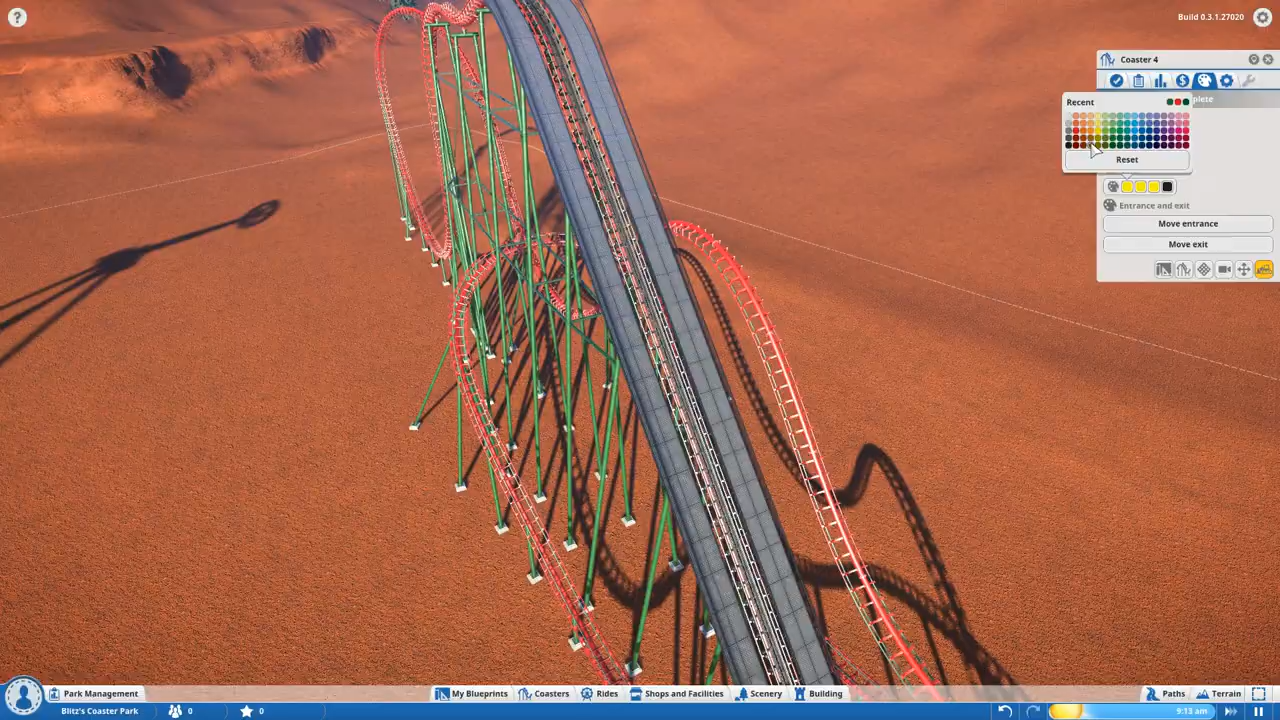 ?
Build 0.3.1.27020
Coaster 4
Recent
plete
Reset
Entrance and exit
Move entrance
Move exit
Park Management
My Blueprints
Coasters
Rides
Shops and Facilities
Scenery
Building
Paths
Terrain
Blitz's Coaster Park
0
0
9:13 am